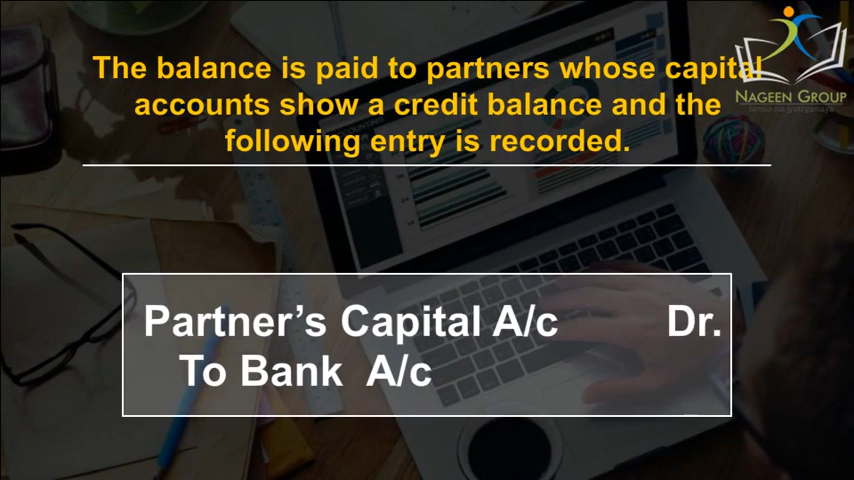 The balance is paid to partners whose capital
accounts show a credit balance and the
following entry is recorded.
NAGEEN GROUP
Partner's Capital A/c Dr.
To Bank A/c